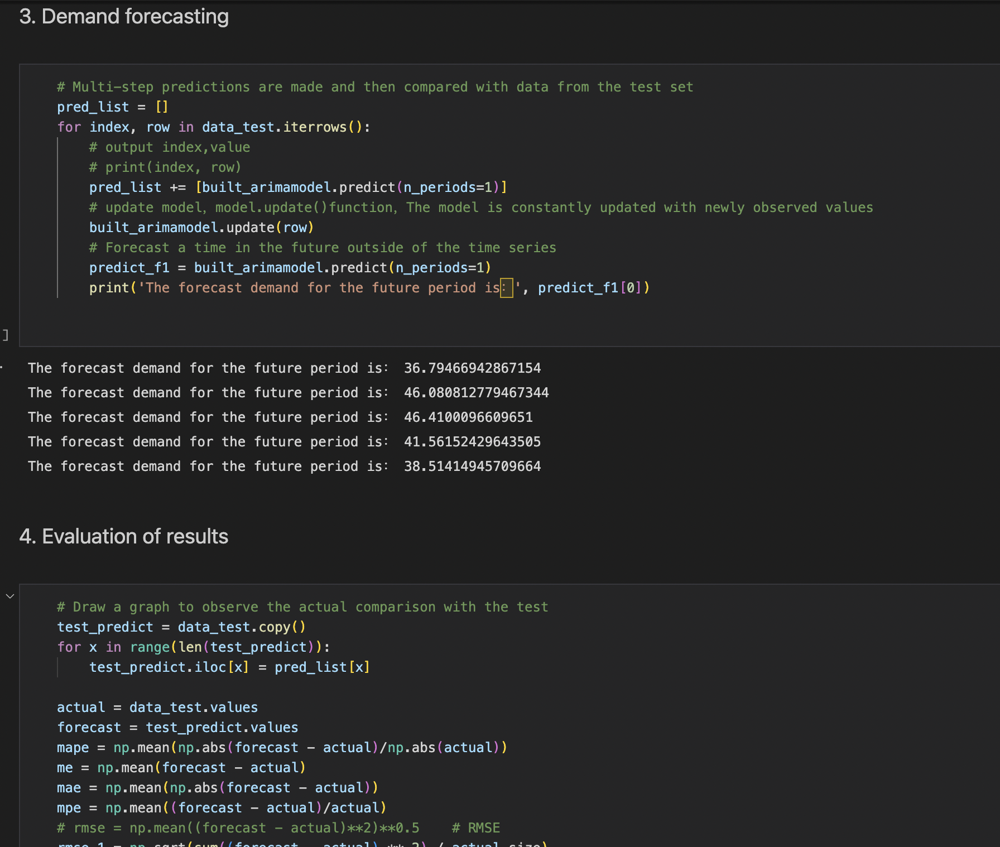 3. Demand forecasting
# Multi-step predictions are made and then compared with data from the test set
pred_list = []
for index, row in data_test.iterrows():
# output index,value
# print(index, row)
pred_list += [built_arimamodel.predict(n_periods=1)]
# update model，model.update()function，The model is constantly updated with newly observed values
built_arimamodel.update(row)
# Forecast a time in the future outside of the time series
predict_f1 = built_arimamodel.predict(n_periods=1)
print('The forecast demand for the future period is：', predict_f1[0])
]
The forecast demand for the future period is： 36.79466942867154
The forecast demand for the future period is： 46.080812779467344
The forecast demand for the future period is： 46.4100096609651
The forecast demand for the future period is： 41.56152429643505
The forecast demand for the future period is： 38.51414945709664
4. Evaluation of results
# Draw a graph to observe the actual comparison with the test
test_predict = data_test.copy()
for x in range(len(test_predict)):
test_predict.iloc[x] = pred_list[x]
actual = data_test.values
forecast = test_predict.values
mape = np.mean(np.abs(forecast - actual)/np.abs(actual))
me = np.mean(forecast - actual)
mae = np.mean(np.abs(forecast - actual))
mpe = np.mean((forecast - actual)/actual)
# rmse = np.mean((forecast - actual)**2)**0.5    # RMSE
rmse_1 = np.sqrt(sum((forecast - actual) ** 2) / actual.size)